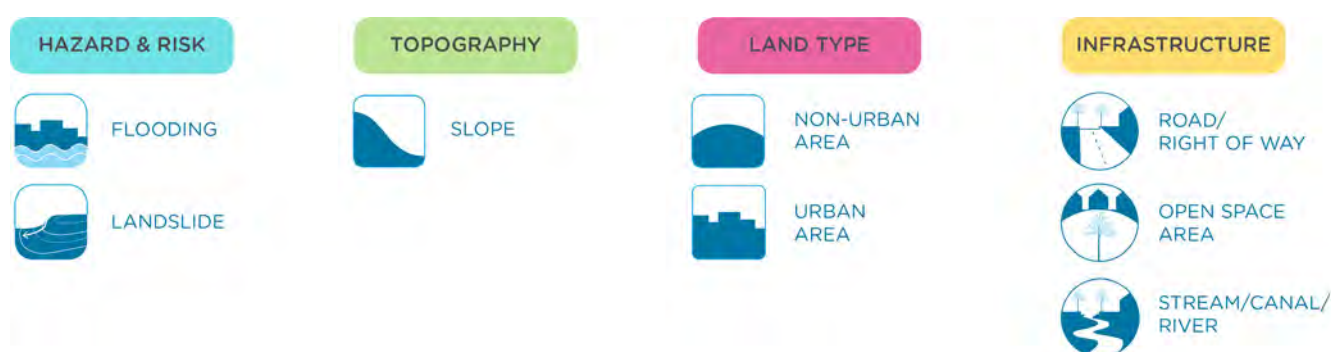 HAZARD & RISK
FLOODING
LANDSLIDE
TOPOGRAPHY
SLOPE
LAND TYPE
NON-URBAN
AREA
URBAN
AREA
INFRASTRUCTURE
ROAD/
RIGHT OF WAY
OPEN SPACE
AREA
STREAM/CANAL/
RIVER